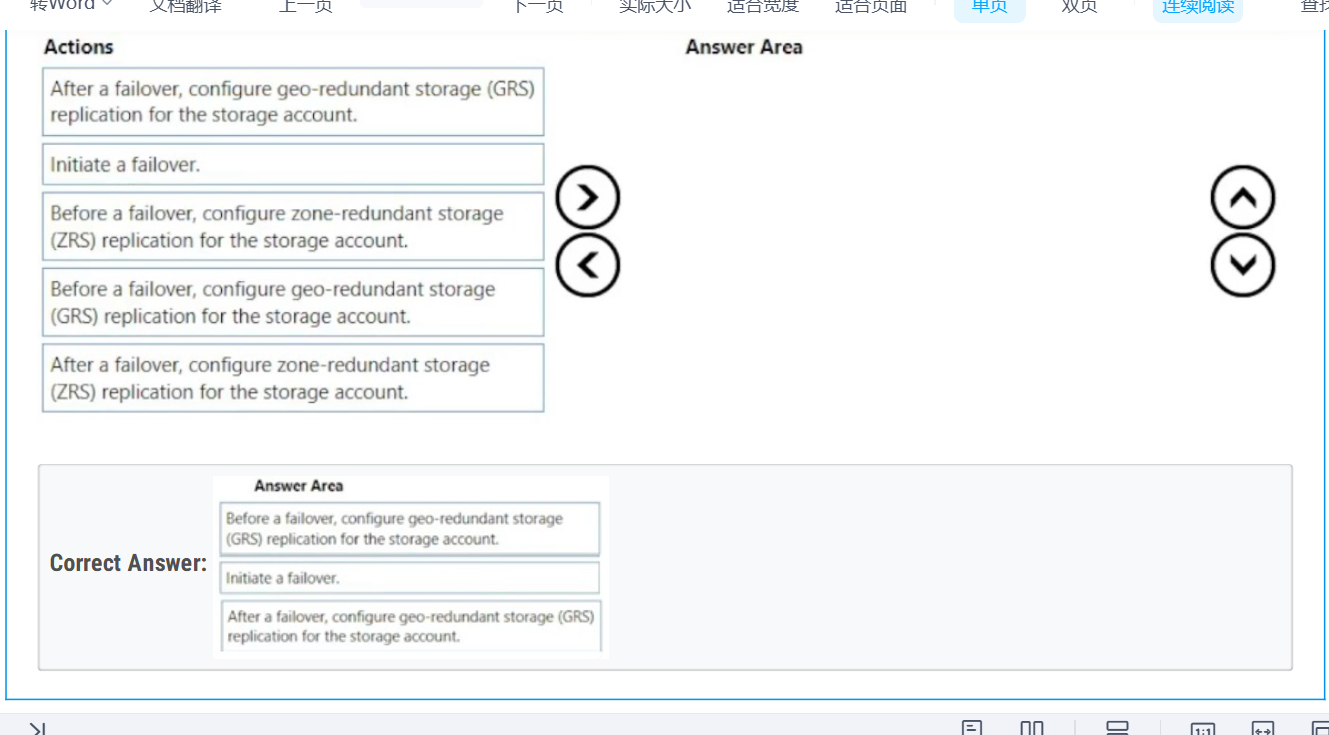 转Word 文档翻译 上一页 下一页 实际大小 适合宽度 适合页面 单页 双页 连续阅读
Actions
Answer Area
After a failover, configure geo-redundant storage (GRS)
replication for the storage account.
Initiate a failover.
Before a failover, configure zone-redundant storage
(ZRS) replication for the storage account.
Before a failover, configure geo-redundant storage
(GRS) replication for the storage account.
After a failover, configure zone-redundant storage
(ZRS) replication for the storage account.
Correct Answer:
Answer Area
Before a failover, configure geo-redundant storage
(GRS) replication for the storage account.
Initiate a failover.
After a failover, configure geo-redundant storage (GRS)
replication for the storage account.
1:1